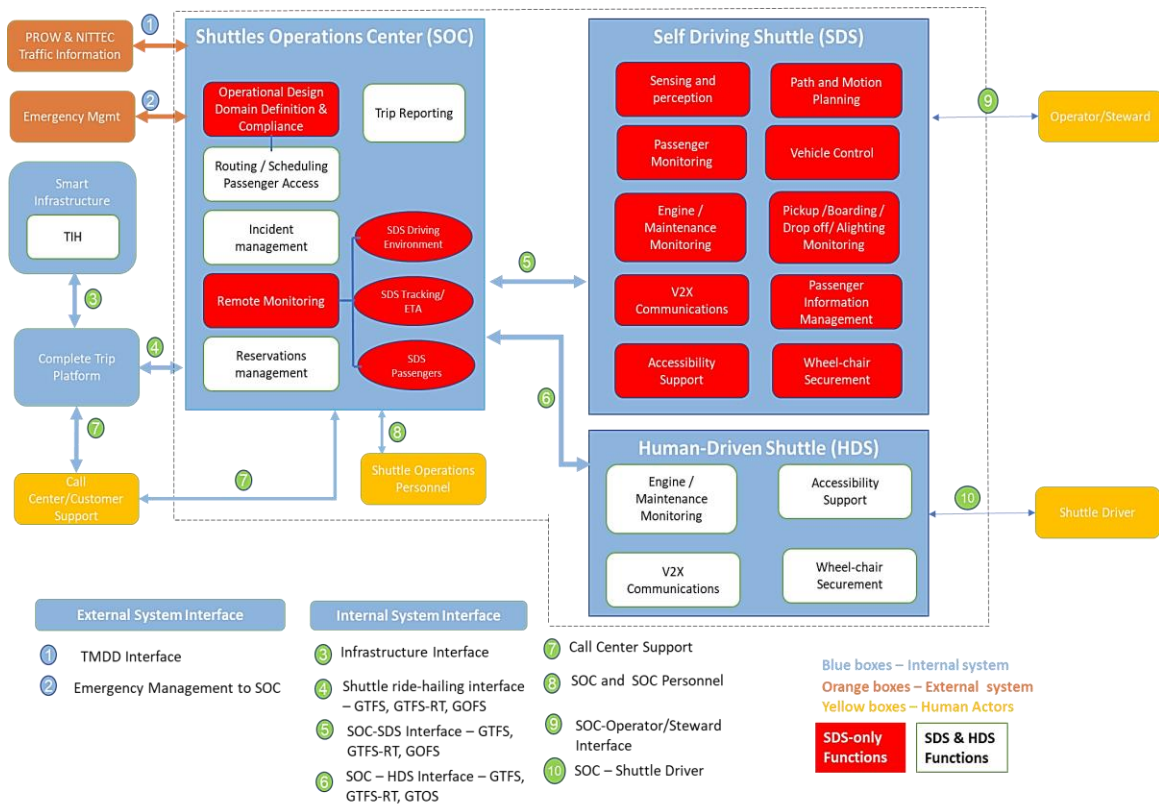 PROW & NITTEC
Traffic Information
1
Emergency Mgmt
2
Smart
Infrastructure
TIH
3
Complete Trip
Platform
4
7
Call
Center/Customer
Support
7
Shuttles Operations Center (SOC)
Operational Design
Domain Definition &
Compliance
Trip Reporting
Routing / Scheduling
Passenger Access
Incident
management
SDS Driving
Environment
Remote Monitoring
SDS Tracking/
ETA
Reservations
management
SDS
Passengers
8
Shuttle Operations
Personnel
5
6
Self Driving Shuttle (SDS)
Sensing and
perception
Path and Motion
Planning
Passenger
Monitoring
Vehicle Control
Engine /
Maintenance
Monitoring
Pickup /Boarding /
Drop off/ Alighting
Monitoring
V2X
Communications
Passenger
Information
Management
Accessibility
Support
Wheel-chair
Securement
9
Operator/Steward
Human-Driven Shuttle (HDS)
Engine /
Maintenance
Monitoring
Accessibility
Support
V2X
Communications
Wheel-chair
Securement
10
Shuttle Driver
External System Interface
1 TMDD Interface
2 Emergency Management to SOC
Internal System Interface
3 Infrastructure Interface
4 Shuttle ride-hailing interface
– GTFS, GTFS-RT, GOFS
5 SOC-SDS Interface – GTFS,
GTFS-RT, GOFS
6 SOC – HDS Interface – GTFS,
GTFS-RT, GTOS
7 Call Center Support
8 SOC and SOC Personnel
9 SOC-Operator/Steward
Interface
10 SOC – Shuttle Driver
Blue boxes – Internal system
Orange boxes – External system
Yellow boxes – Human Actors
SDS-only
Functions
SDS & HDS
Functions